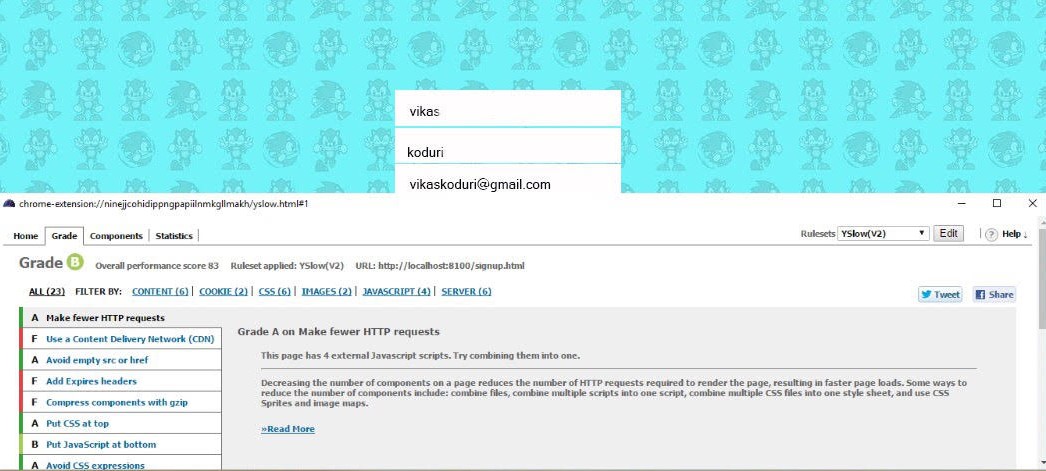 vikas
koduri
vikaskoduri@gmail.com
chrome-extension://ninejjcohidippngpapiilnmkgllmakh/yslow.html#1
Home Grade Components Statistics Rulesets YSlow(V2) Edit ? Help ↓
Grade B Overall performance score 83 Ruleset applied: YSlow(V2) URL: http://localhost:8100/signup.html
ALL (23) FILTER BY: CONTENT (6) COOKIE (2) CSS (6) IMAGES (2) JAVASCRIPT (4) SERVER (6) Tweet Share
A Make fewer HTTP requests
F Use a Content Delivery Network (CDN)
A Avoid empty src or href
F Add Expires headers
F Compress components with gzip
A Put CSS at top
B Put JavaScript at bottom
A Avoid CSS expressions
Grade A on Make fewer HTTP requests
This page has 4 external Javascript scripts. Try combining them into one.
Decreasing the number of components on a page reduces the number of HTTP requests required to render the page, resulting in faster page loads. Some ways to
reduce the number of components include: combine files, combine multiple scripts into one script, combine multiple CSS files into one style sheet, and use CSS
Sprites and image maps.
»Read More